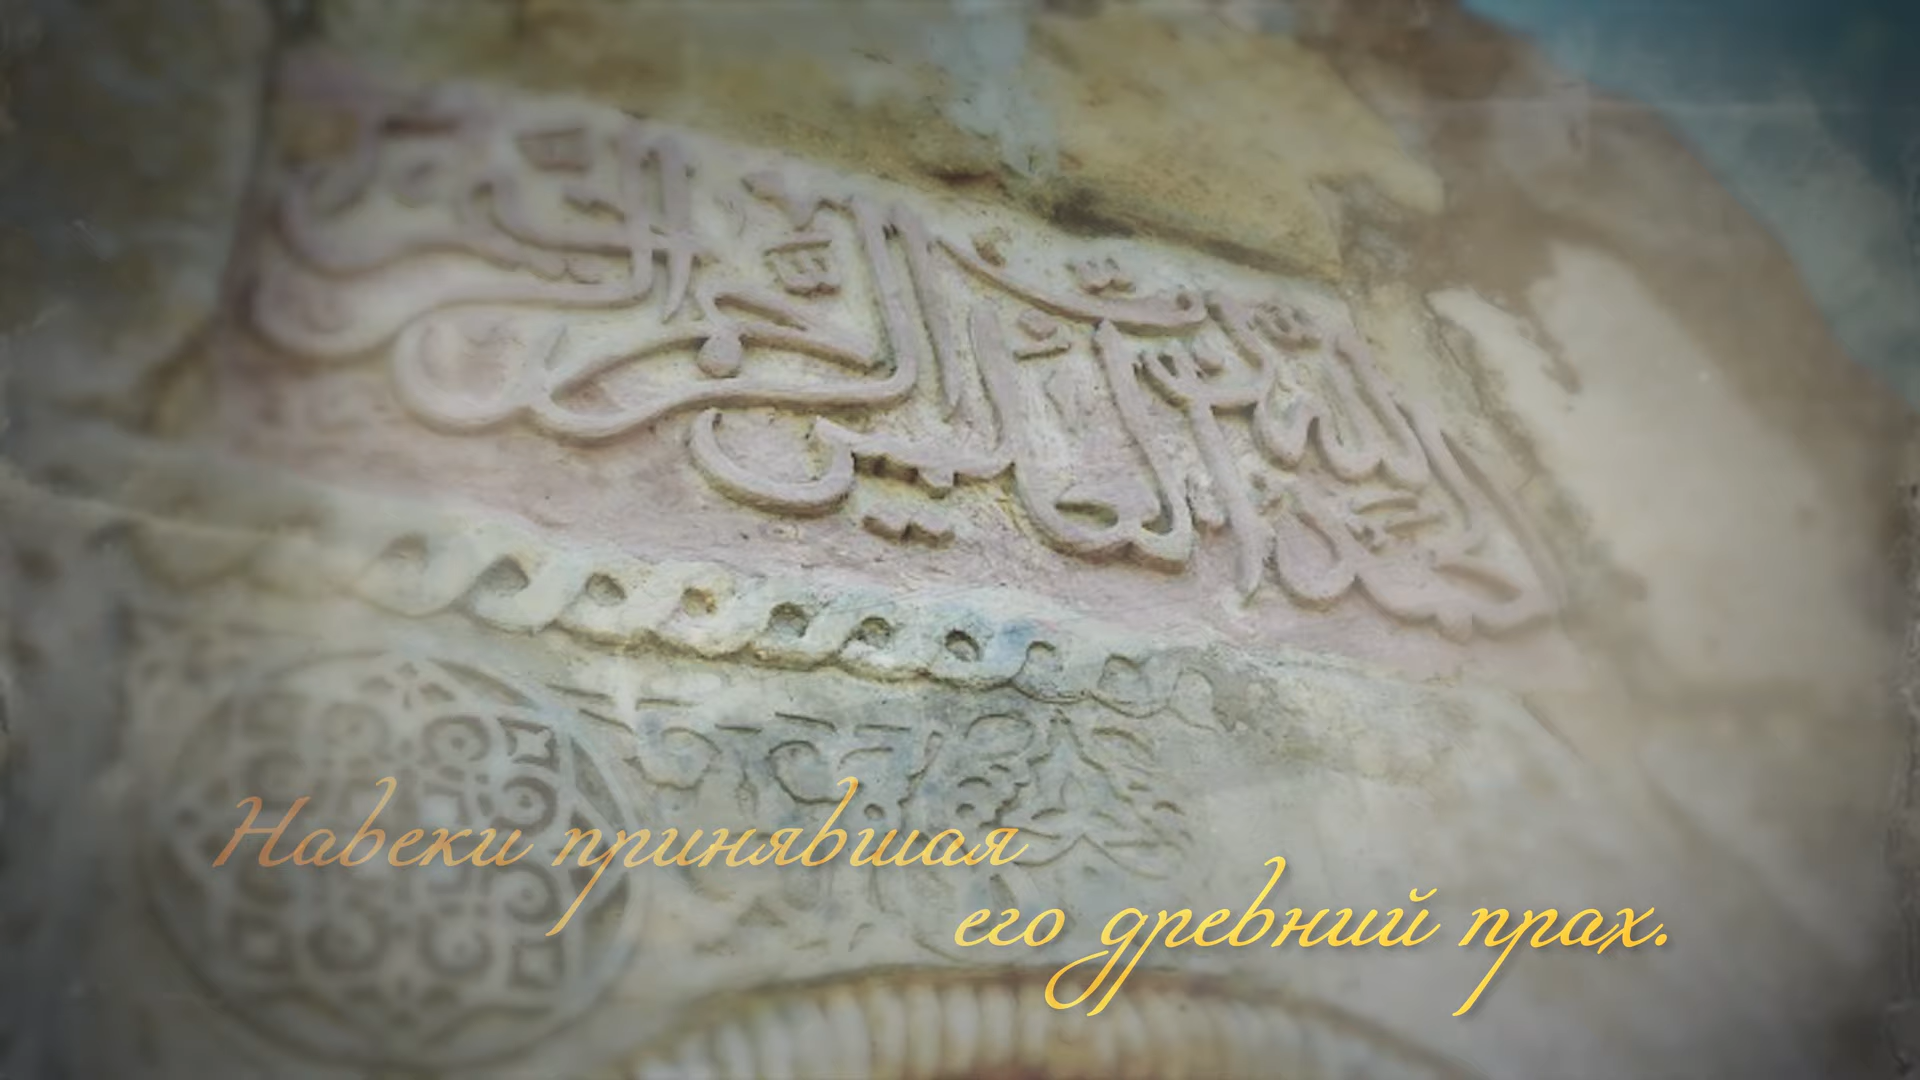 الحمد لله رب العالمين الرحمن الرحيم
Навеки принявшая
его древний прах.